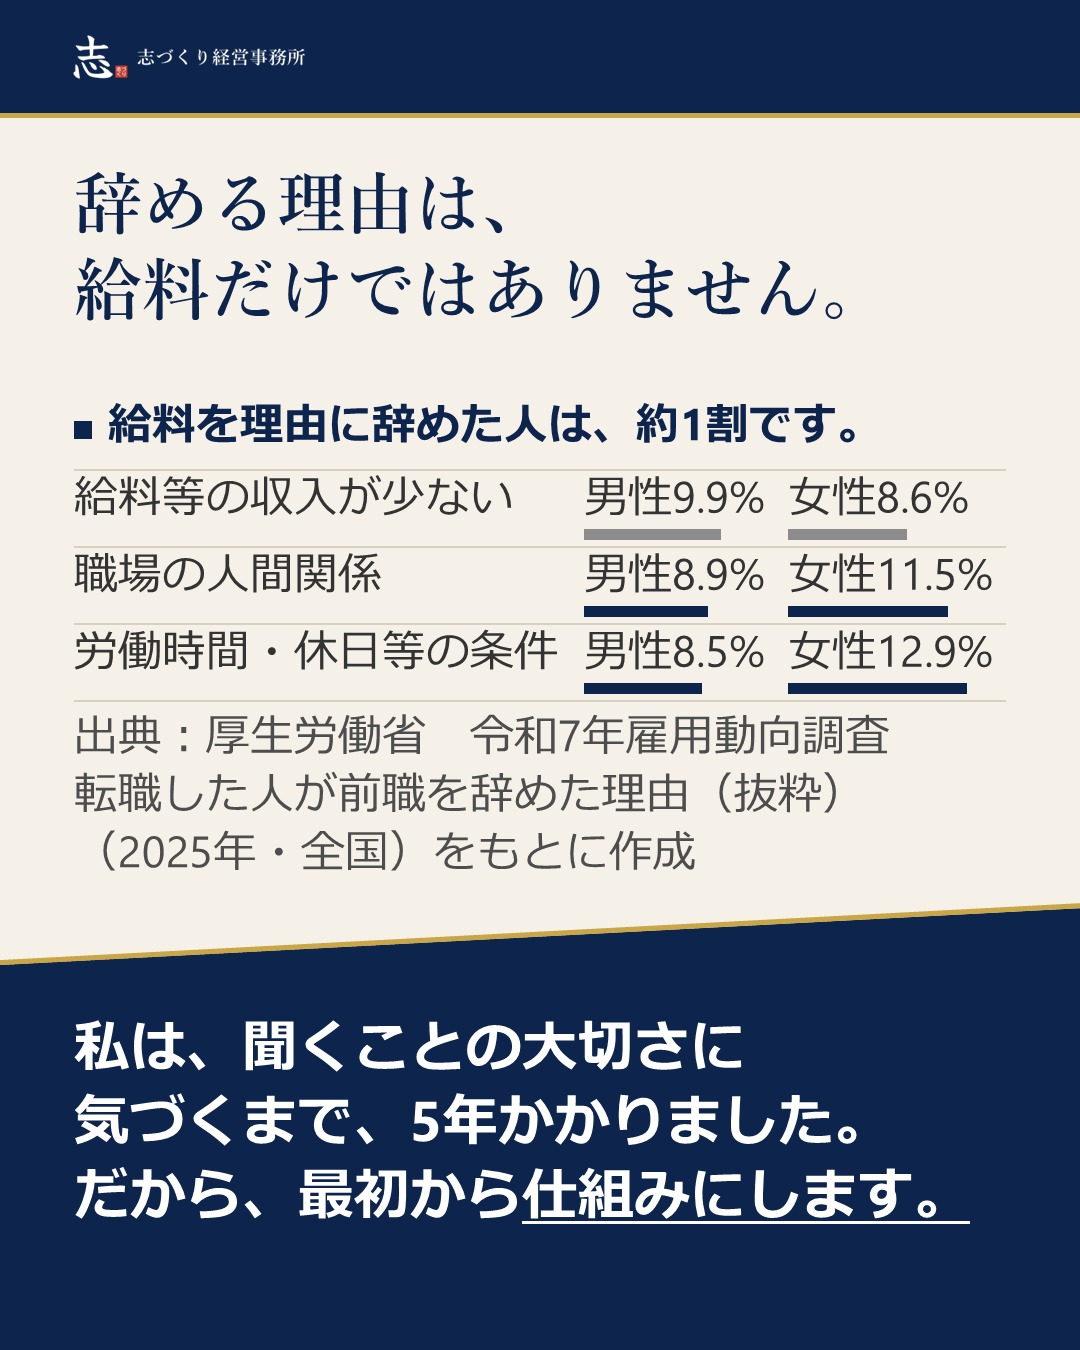 志 志づくり経営事務所
辞める理由は、
給料だけではありません。
■ 給料を理由に辞めた人は、約1割です。
給料等の収入が少ない 男性9.9% 女性8.6%
職場の人間関係 男性8.9% 女性11.5%
労働時間・休日等の条件 男性8.5% 女性12.9%
出典：厚生労働省　令和7年雇用動向調査
転職した人が前職を辞めた理由（抜粋）
（2025年・全国）をもとに作成
私は、聞くことの大切さに
気づくまで、5年かかりました。
だから、最初から仕組みにします。